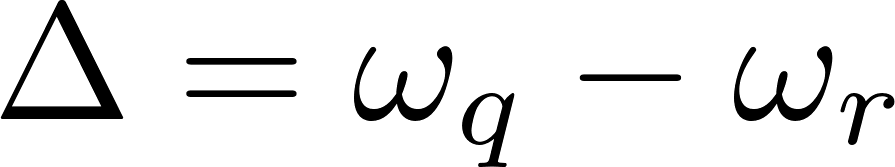 Δ = ω_q − ω_r